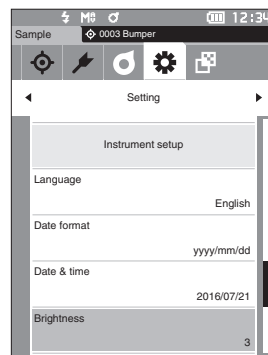 12:34
Sample
0003 Bumper
Setting
Instrument setup
Language
English
Date format
yyyy/mm/dd
Date & time
2016/07/21
Brightness
3